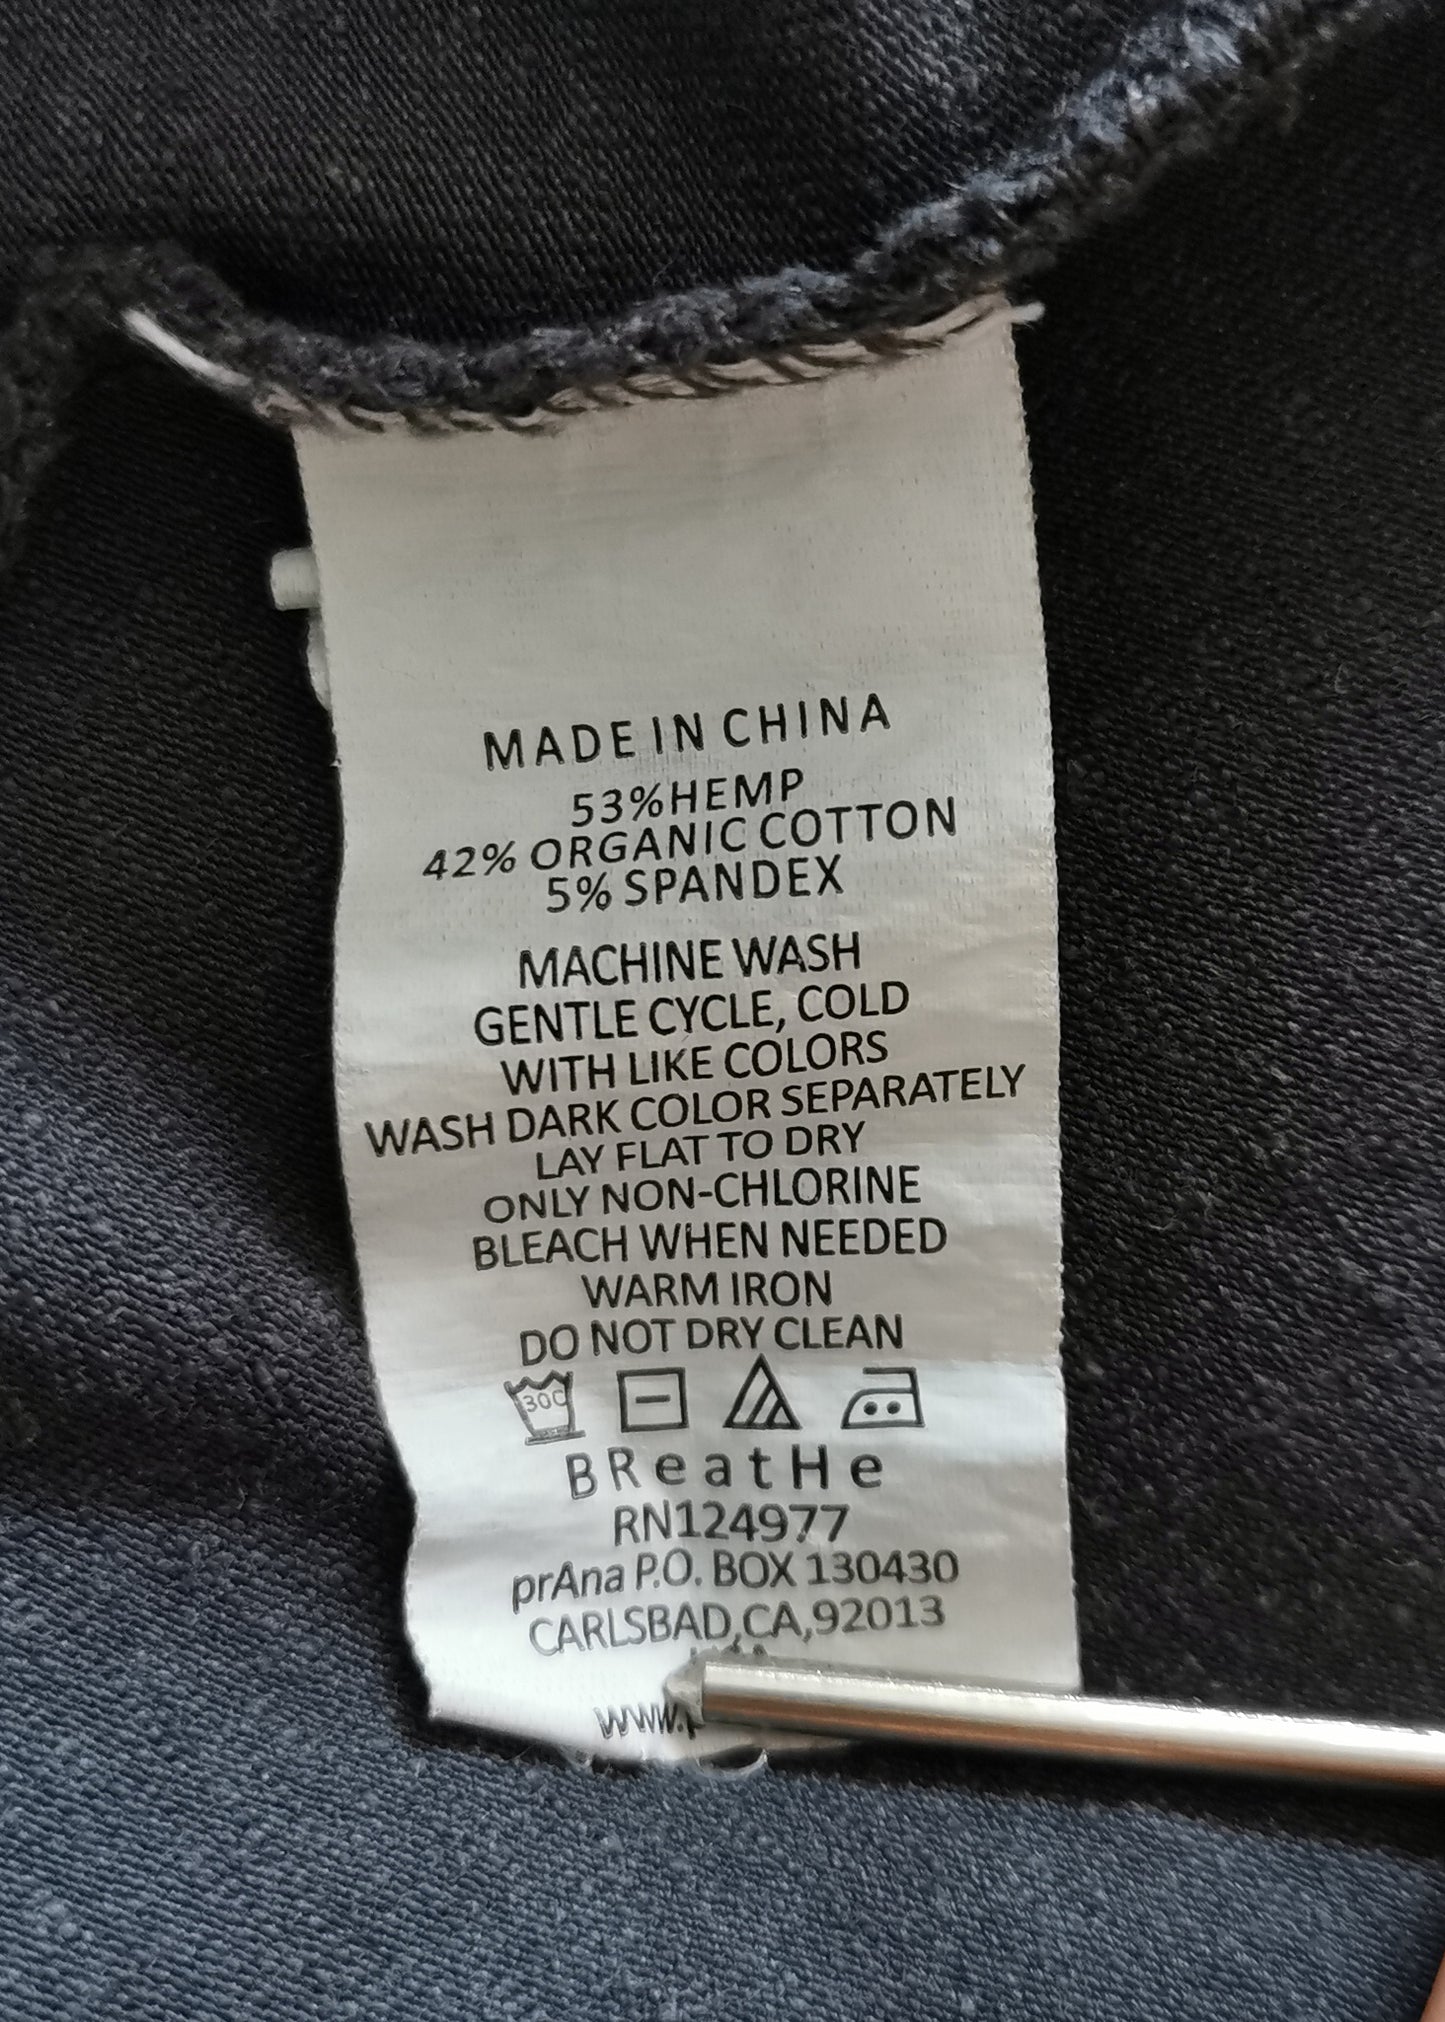 MADE IN CHINA
53%HEMP
42% ORGANIC COTTON
5% SPANDEX
MACHINE WASH
GENTLE CYCLE, COLD
WITH LIKE COLORS
WASH DARK COLOR SEPARATELY
LAY FLAT TO DRY
ONLY NON-CHLORINE
BLEACH WHEN NEEDED
WARM IRON
DO NOT DRY CLEAN
30C
BReatHe
RN124977
prAna P.O. BOX 130430
CARLSBAD,CA,92013